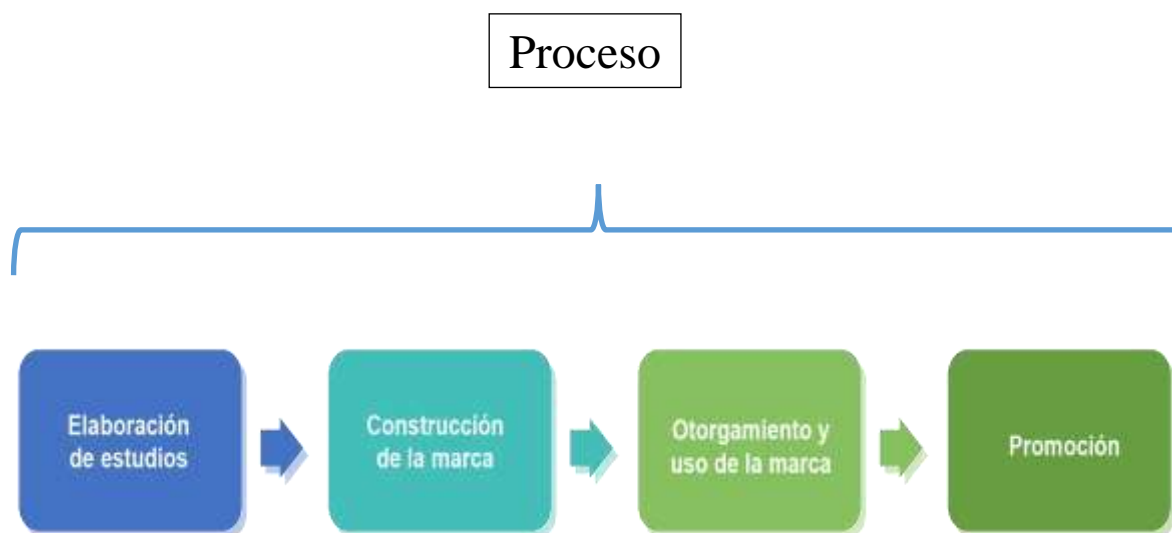 Proceso
Elaboración
de estudios
Construcción
de la marca
Otorgamiento y
uso de la marca
Promoción